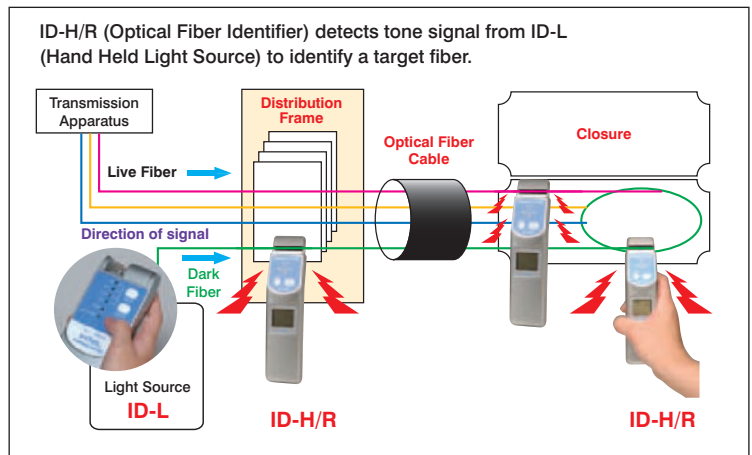 ID-H/R (Optical Fiber Identifier) detects tone signal from ID-L
(Hand Held Light Source) to identify a target fiber.
Transmission
Apparatus
Distribution
Frame
Optical Fiber
Cable
Closure
Live Fiber
Direction of signal
Dark
Fiber
Light Source
ID-L
ID-H/R
ID-H/R